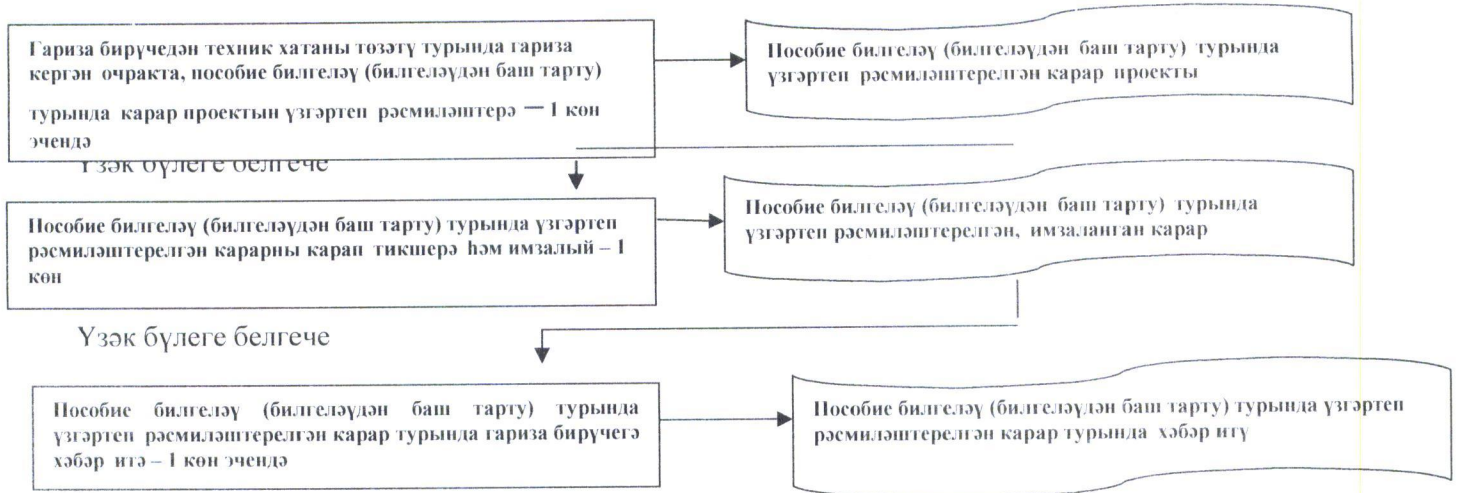 Гариза бирүчедән техник хатаны төзәтү турында гариза
кергән очракта, пособие билгеләү (билгеләүдән баш тарту)
турында карар проектын үзгәртеп рәсмиләштерә — 1 көн
эчендә
Пособие билгеләү (билгеләүдән баш тарту) турында
үзгәртеп рәсмиләштерелгән карар проекты
Үзәк бүлеге белгече
Пособие билгеләү (билгеләүдән баш тарту) турында үзгәртеп
рәсмиләштерелгән карарны карап тикшерә һәм имзалый – 1
көн
Пособие билгеләү (билгеләүдән баш тарту) турында
үзгәртеп рәсмиләштерелгән, имзаланган карар
Үзәк бүлеге белгече
Пособие билгеләү (билгеләүдән баш тарту) турында
үзгәртеп рәсмиләштерелгән карар турында гариза бирүчегә
хәбәр итә – 1 көн эчендә
Пособие билгеләү (билгеләүдән баш тарту) турында үзгәртеп
рәсмиләштерелгән карар турында хәбәр итү